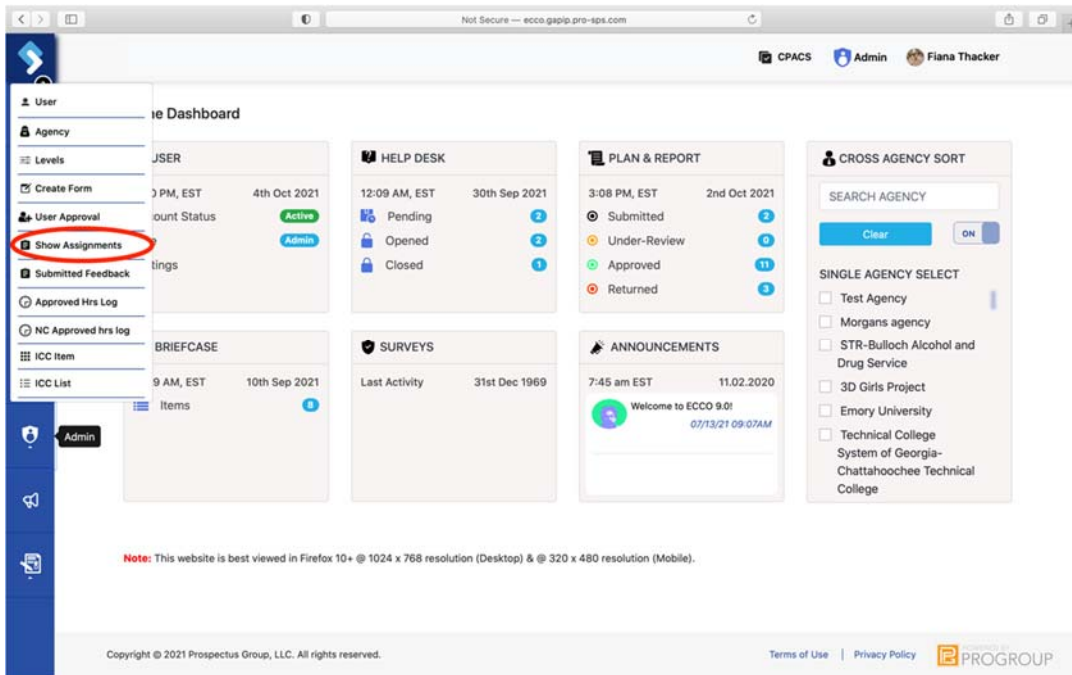 Not Secure — ecco.gapip.pro-sps.com
CPACS
Admin
Fiana Thacker
User
Agency
Levels
Create Form
User Approval
Show Assignments
Submitted Feedback
Approved Hrs Log
NC Approved hrs log
ICC Item
ICC List
Admin
Dashboard
USER
PM, EST 4th Oct 2021
Status Active
Admin
HELP DESK
12:09 AM, EST 30th Sep 2021
Pending 2
Opened 2
Closed 1
PLAN & REPORT
3:08 PM, EST 2nd Oct 2021
Submitted 2
Under-Review 0
Approved 11
Returned 3
CROSS AGENCY SORT
SEARCH AGENCY
Clear ON
SINGLE AGENCY SELECT
Test Agency
Morgans agency
STR-Bulloch Alcohol and
Drug Service
3D Girls Project
Emory University
Technical College
System of Georgia-
Chattahoochee Technical
College
BRIEFCASE
9 AM, EST 10th Sep 2021
Items 8
SURVEYS
Last Activity 31st Dec 1969
ANNOUNCEMENTS
7:45 am EST 11.02.2020
Welcome to ECCO 9.0!
07/13/21 09:07AM
Note: This website is best viewed in Firefox 10+ @ 1024 x 768 resolution (Desktop) & @ 320 x 480 resolution (Mobile).
Copyright © 2021 Prospectus Group, LLC. All rights reserved.
Terms of Use | Privacy Policy
POWERED BY
PROGROUP